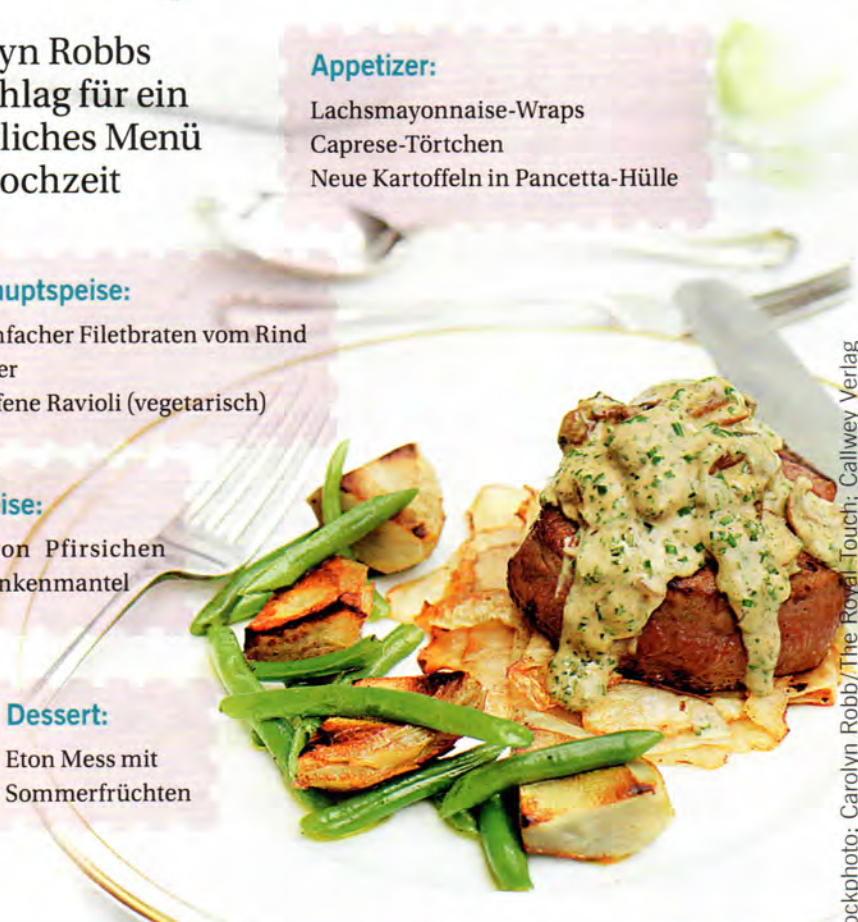 yn Robbs
hlag für ein
liches Menü
ochzeit
Appetizer:
Lachsmayonnaise-Wraps
Caprese-Törtchen
Neue Kartoffeln in Pancetta-Hülle
auptspeise:
nfacher Filetbraten vom Rind
er
fene Ravioli (vegetarisch)
ise:
on Pfirsichen
nkenmantel
Dessert:
Eton Mess mit
Sommerfrüchten
ockphoto: Carolyn Robb/The Royal Touch: Callwey Verlag